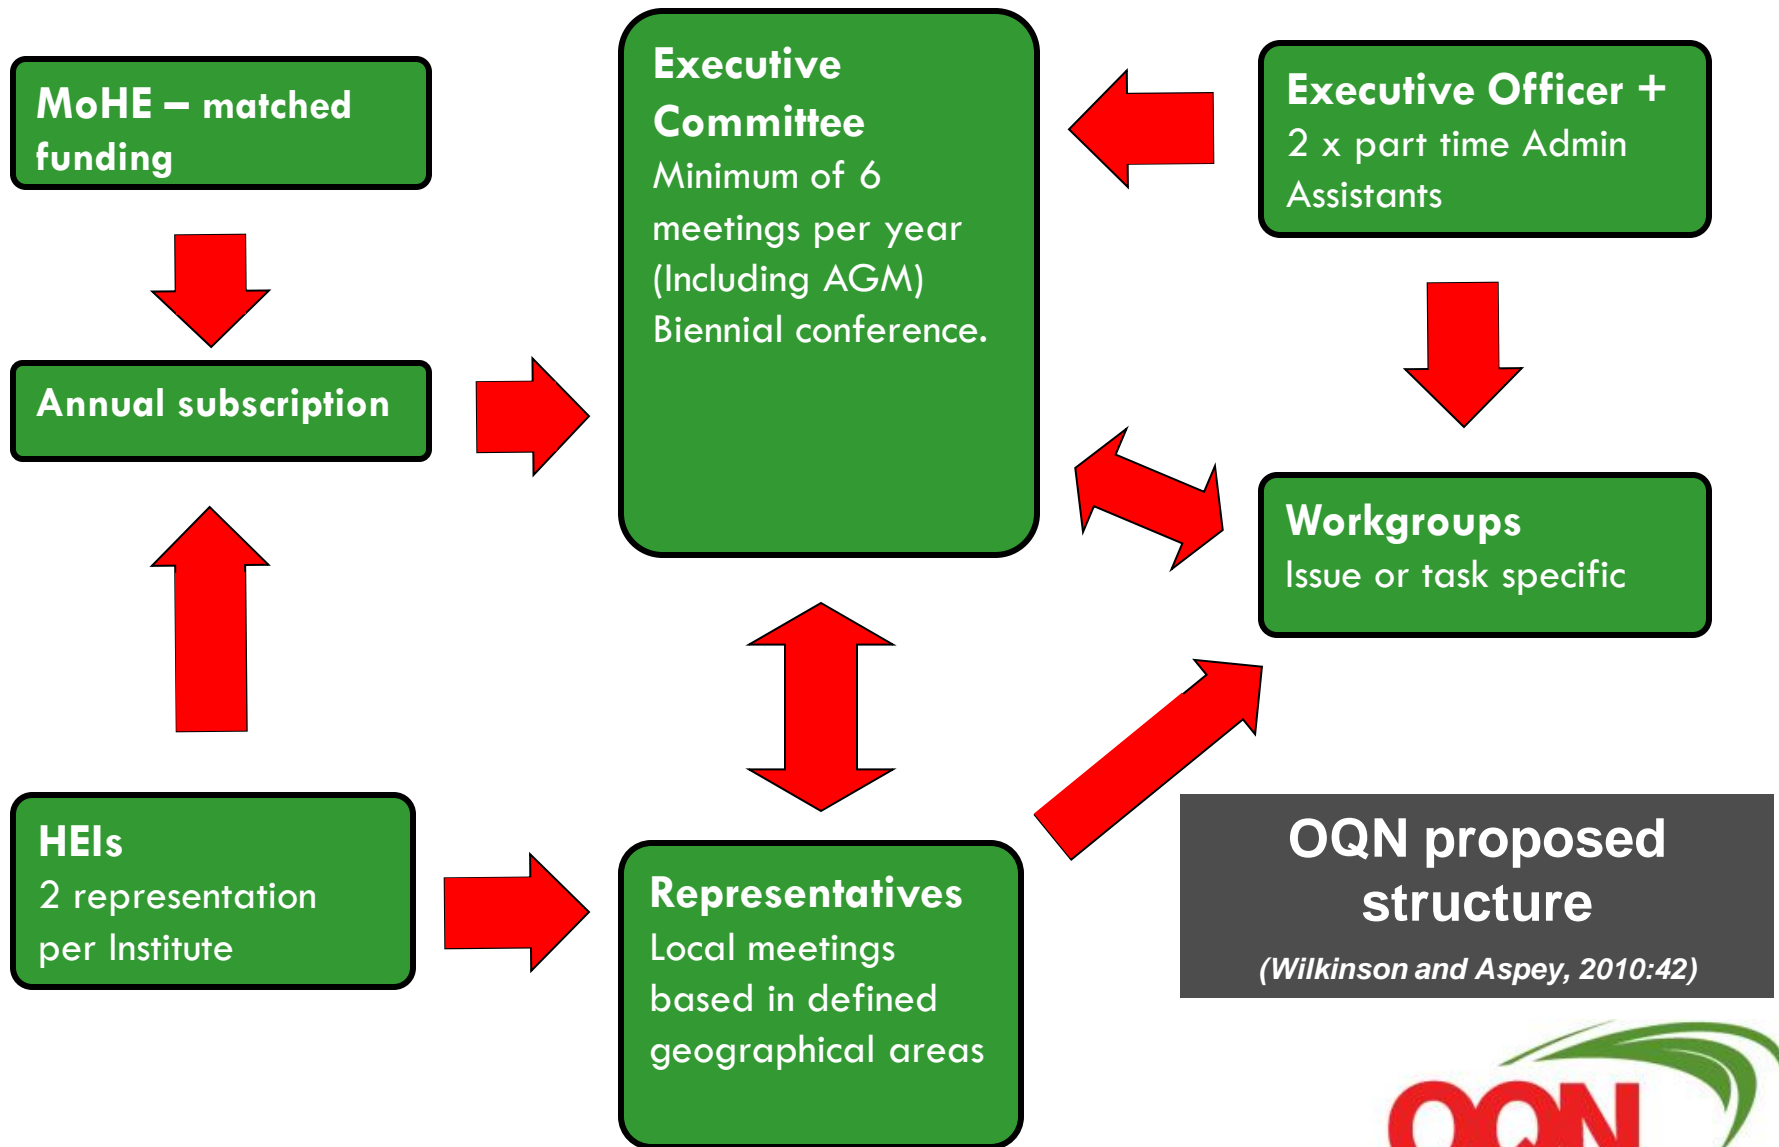 MoHE – matched
funding
Annual subscription
HEIs
2 representation
per Institute
Executive
Committee
Minimum of 6
meetings per year
(Including AGM)
Biennial conference.
Representatives
Local meetings
based in defined
geographical areas
Executive Officer +
2 x part time Admin
Assistants
Workgroups
Issue or task specific
OQN proposed
structure
(Wilkinson and Aspey, 2010:42)
OQN